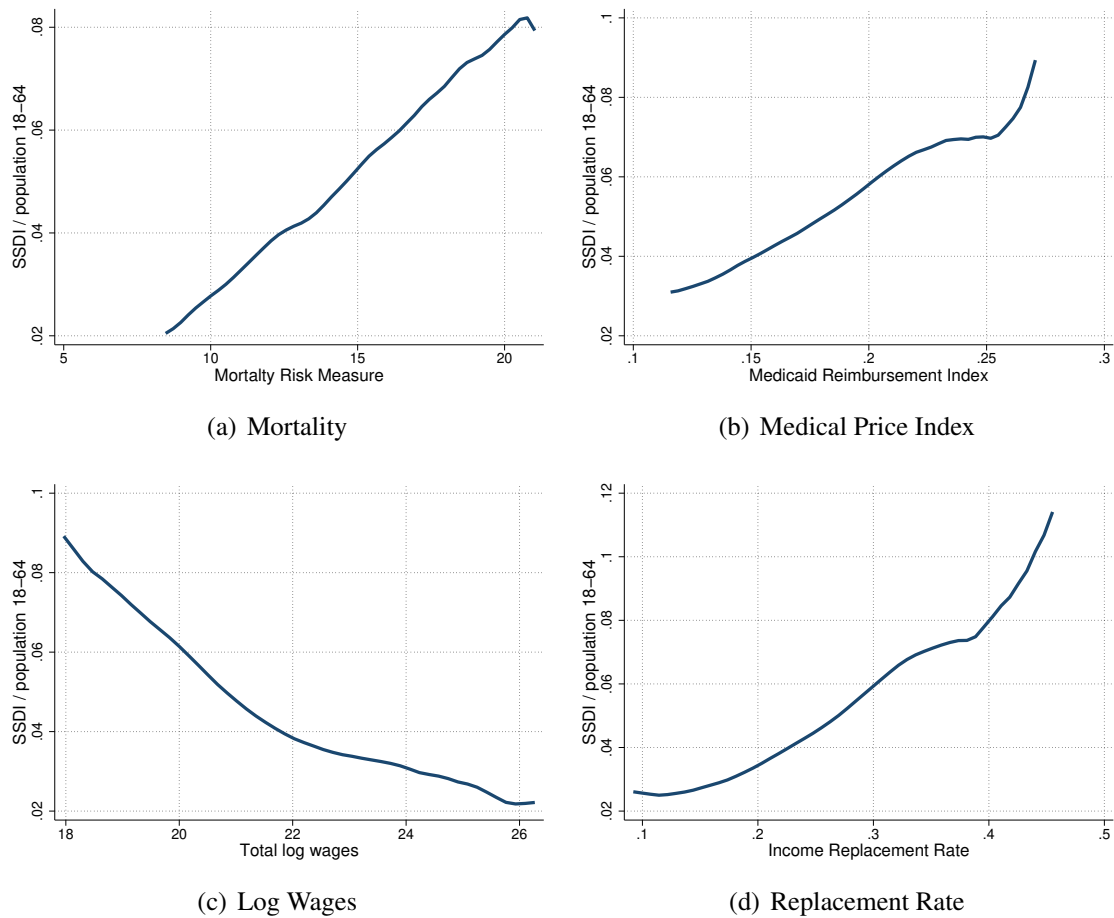 .08
.06
.04
.02
SSDI / population 18−64
5 10 15 20
Mortalty Risk Measure
(a) Mortality
.1
.08
.06
.04
.02
SSDI / population 18−64
.1 .15 .2 .25 .3
Medicaid Reimbursement Index
(b) Medical Price Index
.1
.08
.06
.04
.02
SSDI / population 18−64
18 20 22 24 26
Total log wages
(c) Log Wages
.12
.1
.08
.06
.04
.02
SSDI / population 18−64
.1 .2 .3 .4 .5
Income Replacement Rate
(d) Replacement Rate